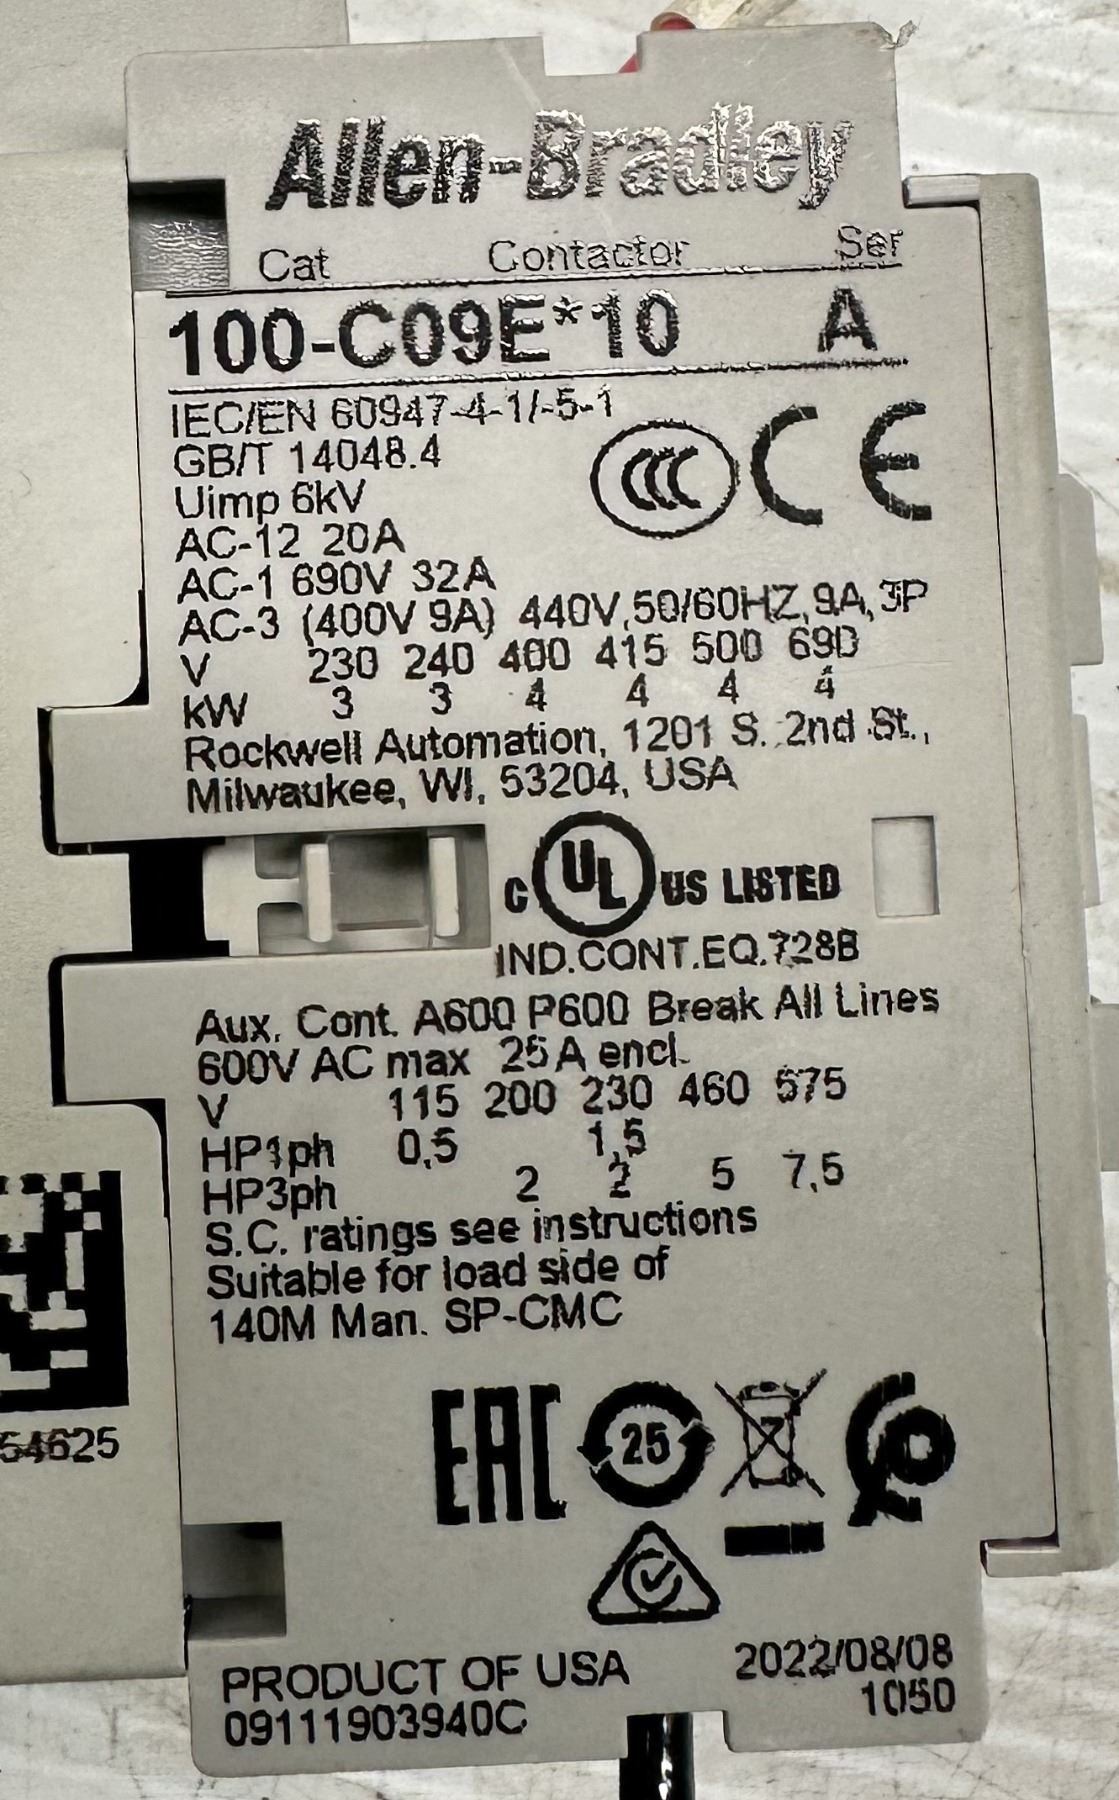 Allen-Bradley
Cat Contactor Ser
100-C09E*10 A
IEC/EN 60947-4-1/-5-1
GB/T 14048.4
CCC CE
Uimp 6kV
AC-12 20A
AC-1 690V 32A
AC-3 (400V 9A) 440V,50/60HZ,9A,3P
V 230 240 400 415 500 690
kW 3 3 4 4 4 4
Rockwell Automation, 1201 S. 2nd St.,
Milwaukee, WI, 53204, USA
C UL US LISTED
IND.CONT.EQ.728B
Aux. Cont. A600 P600 Break All Lines
600V AC max 25A encl.
V 115 200 230 460 575
HP1ph 0,5 1,5
HP3ph 2 2 5 7,5
S.C. ratings see instructions
Suitable for load side of
140M Man. SP-CMC
54625
EAC 25
PRODUCT OF USA 2022/08/08
09111903940C 1050